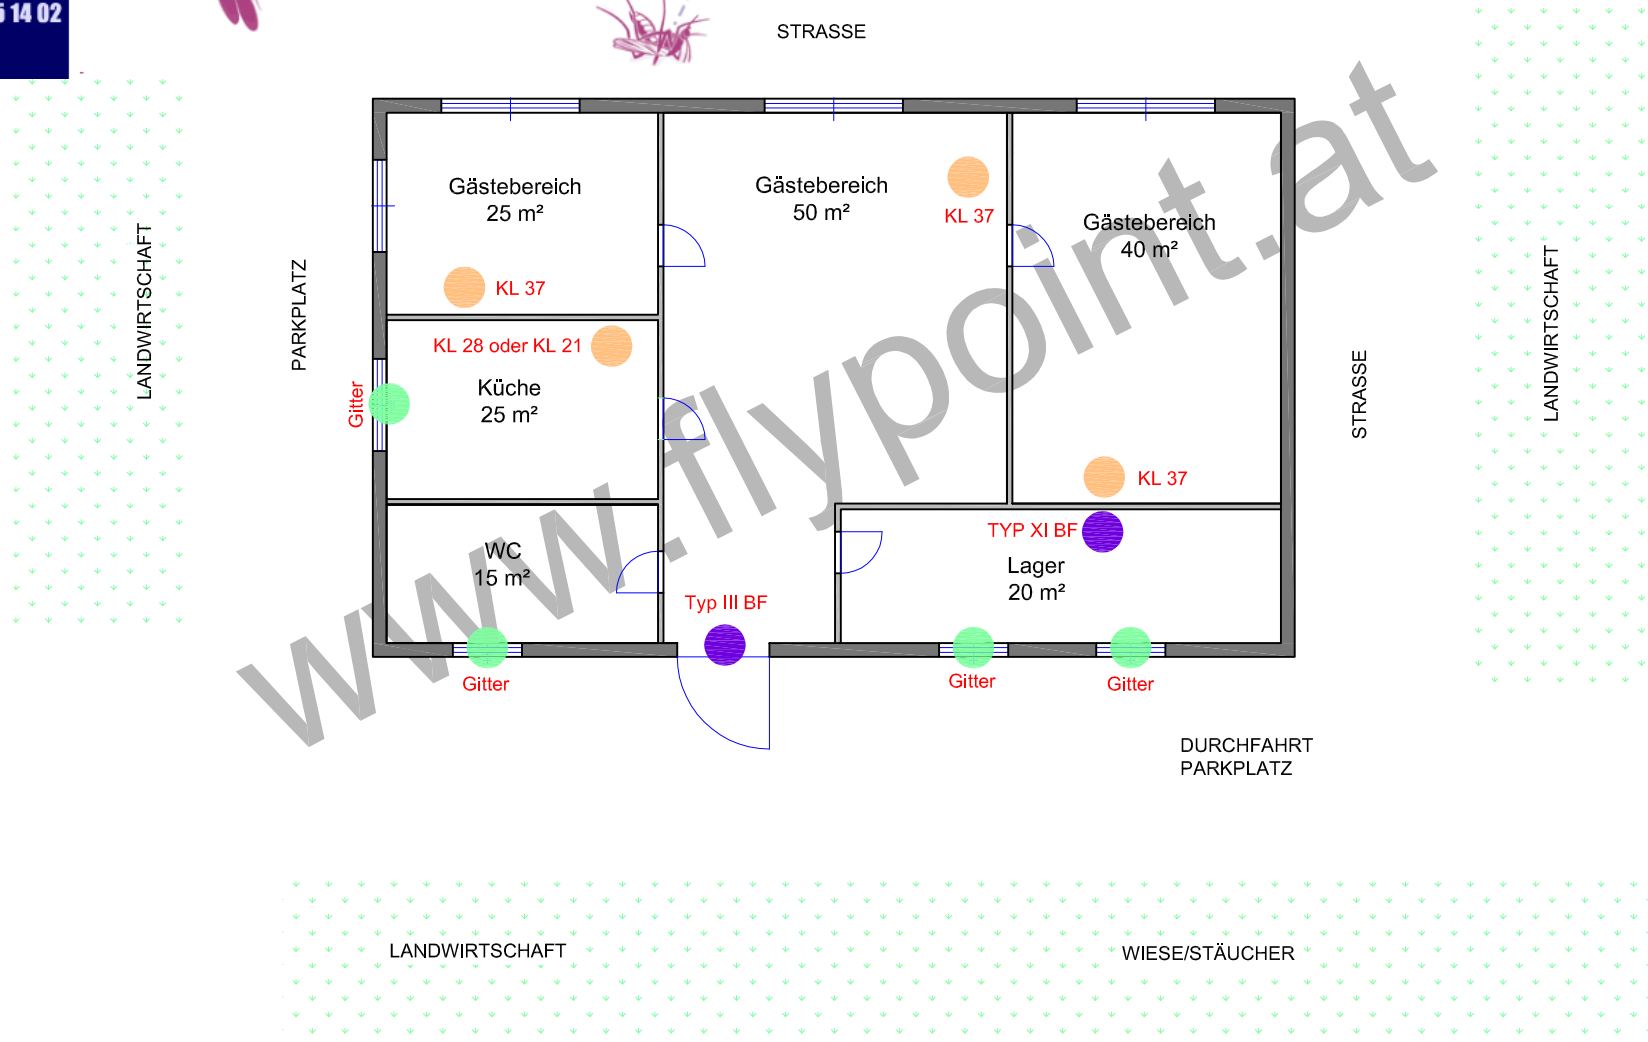 5 14 02
STRASSE
Gästebereich
25 m²
Gästebereich
50 m²
KL 37
Gästebereich
40 m²
LANDWIRTSCHAFT
PARKPLATZ
KL 37
LANDWIRTSCHAFT
STRASSE
KL 28 oder KL 21
Küche
25 m²
Gitter
KL 37
TYP XI BF
WC
15 m²
Lager
20 m²
Typ III BF
Gitter
Gitter
Gitter
www.flypoint.at
DURCHFAHRT
PARKPLATZ
LANDWIRTSCHAFT
WIESE/STÄUCHER